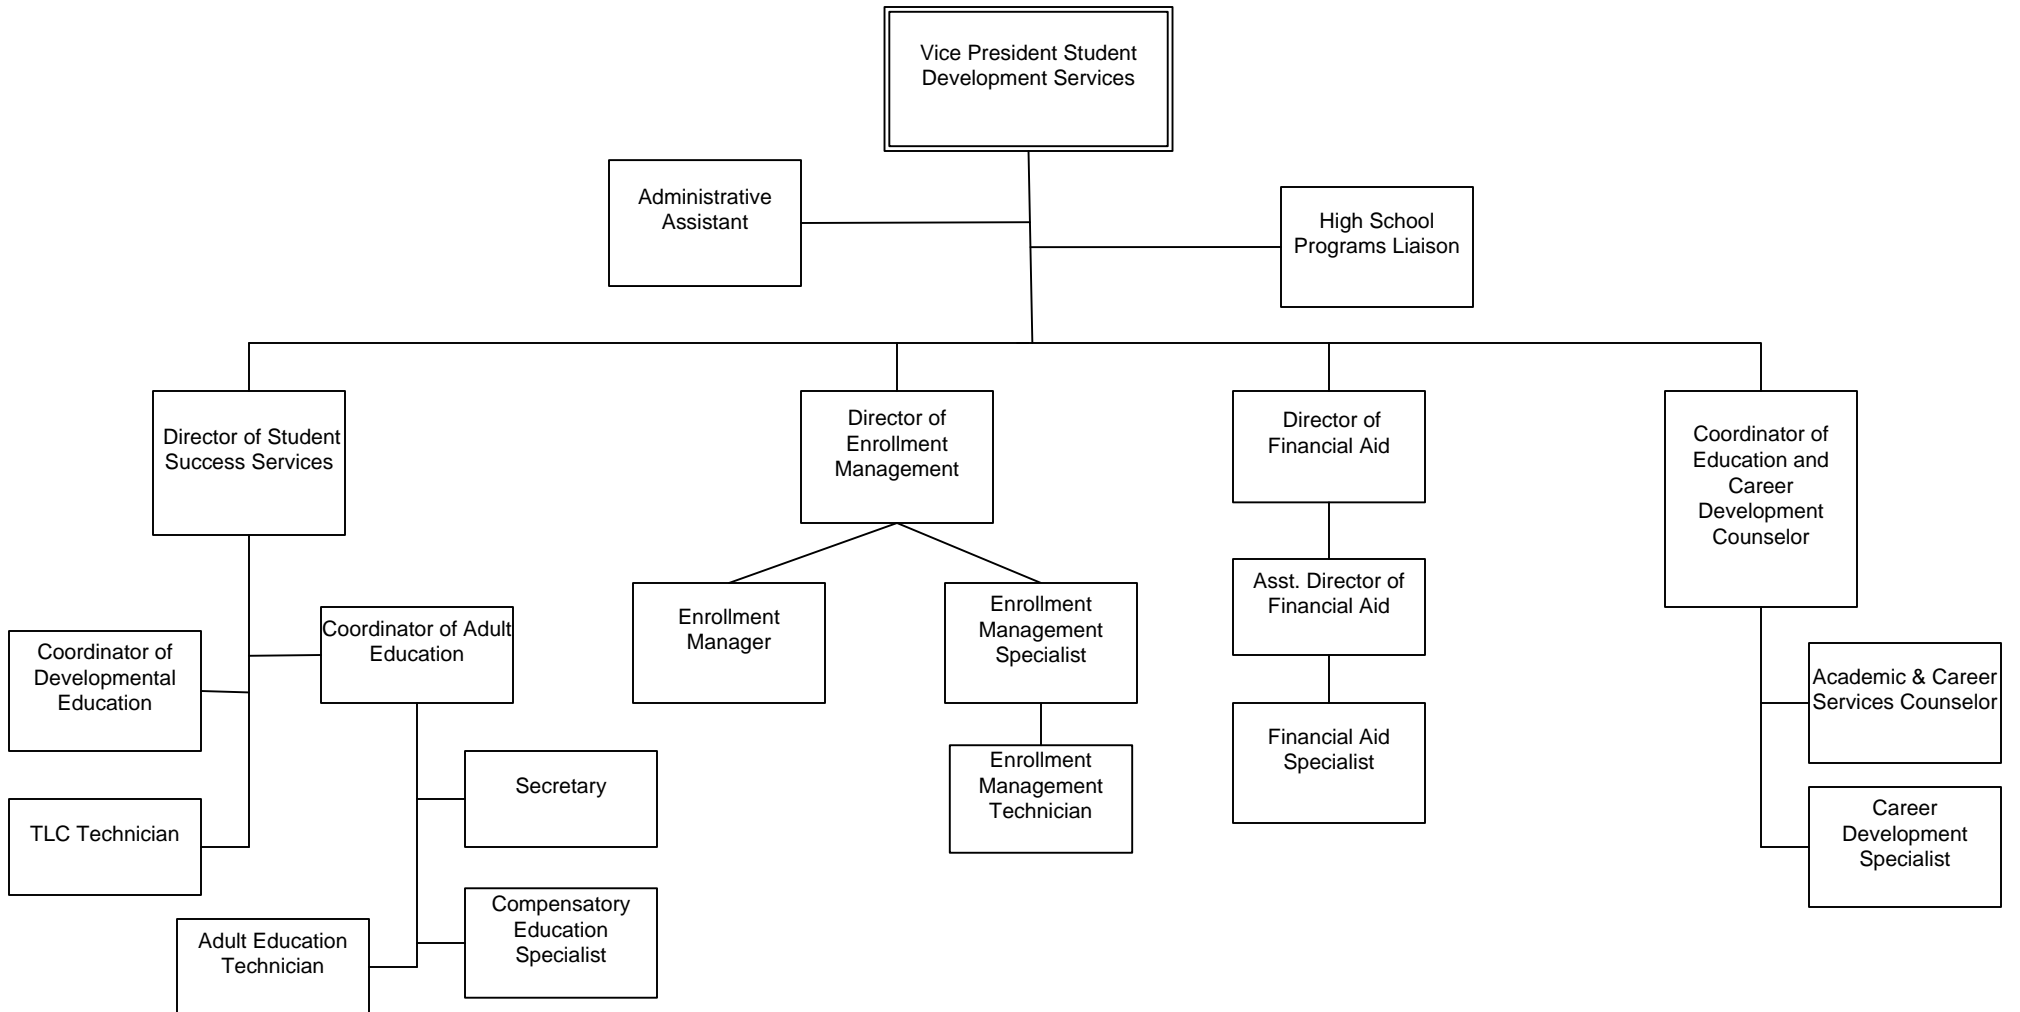 Vice President Student
Development Services
Administrative
Assistant
High School
Programs Liaison
Director of Student
Success Services
Director of
Enrollment
Management
Director of
Financial Aid
Coordinator of
Education and
Career
Development
Counselor
Coordinator of
Developmental
Education
Coordinator of Adult
Education
Enrollment
Manager
Enrollment
Management
Specialist
Asst. Director of
Financial Aid
Academic & Career
Services Counselor
TLC Technician
Secretary
Enrollment
Management
Technician
Financial Aid
Specialist
Career
Development
Specialist
Adult Education
Technician
Compensatory
Education
Specialist